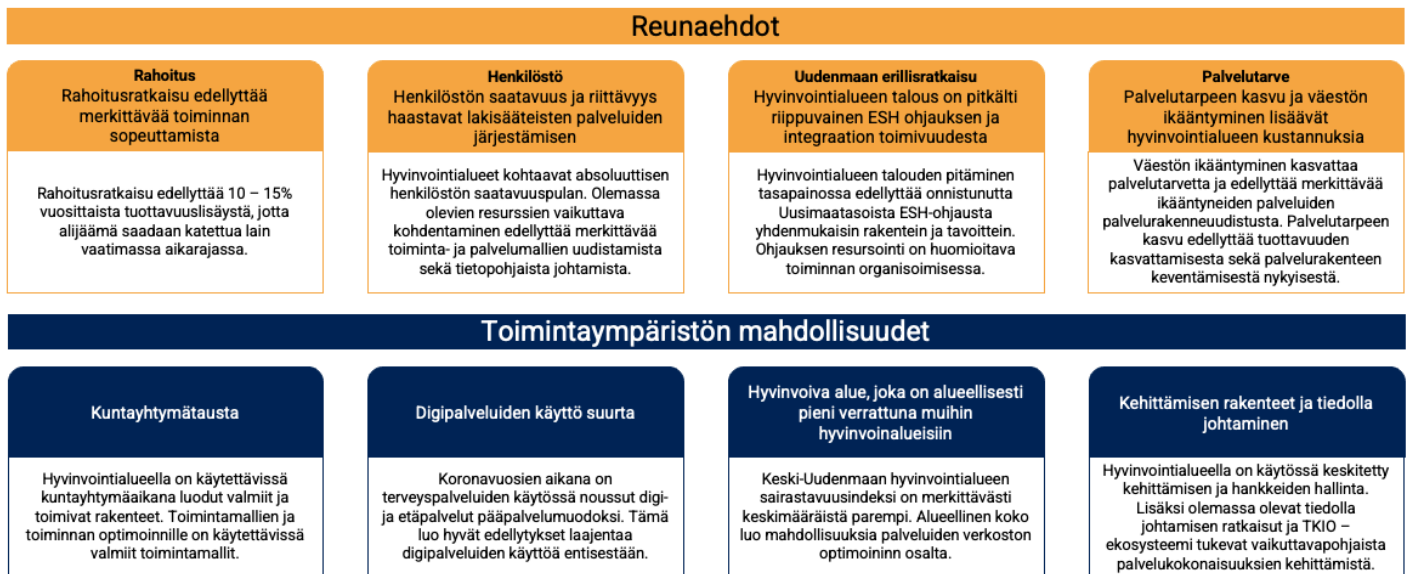 Reunaehdot
Rahoitus
Rahoitusratkaisu edellyttää
merkittävää toiminnan
sopeuttamista
Rahoitusratkaisu edellyttää 10 – 15%
vuosittaista tuottavuuslisäystä, jotta
alijäämä saadaan katettua lain
vaatimassa aikarajassa.
Henkilöstö
Henkilöstön saatavuus ja riittävyys
haastavat lakisääteisten palveluiden
järjestämisen
Hyvinvointialueet kohtaavat absoluuttisen
henkilöstön saatavuuspulan. Olemassa
olevien resurssien vaikuttava
kohdentaminen edellyttää merkittävää
toiminta- ja palvelumallien uudistamista
sekä tietopohjaista johtamista.
Uudenmaan erillisratkaisu
Hyvinvointialueen talous on pitkälti
riippuvainen ESH ohjauksen ja
integraation toimivuudesta
Hyvinvointialueen talouden pitäminen
tasapainossa edellyttää onnistunutta
Uusimaatasoista ESH-ohjausta
yhdenmukaisin rakentein ja tavoittein.
Ohjauksen resursointi on huomioitava
toiminnan organisoimisessa.
Palvelutarve
Palvelutarpeen kasvu ja väestön
ikääntyminen lisäävät
hyvinvointialueen kustannuksia
Väestön ikääntyminen kasvattaa
palvelutarvetta ja edellyttää merkittävää
ikääntyneiden palveluiden
palvelurakenneuudistusta. Palvelutarpeen
kasvu edellyttää tuottavuuden
kasvattamisesta sekä palvelurakenteen
keventämisestä nykyisestä.
Toimintaympäristön mahdollisuudet
Kuntayhtymätausta
Hyvinvointialueella on käytettävissä
kuntayhtymäaikana luodut valmiit ja
toimivat rakenteet. Toimintamallien ja
toiminnan optimoinnille on käytettävissä
valmiit toimintamallit.
Digipalveluiden käyttö suurta
Koronavuosien aikana on
terveyspalveluiden käytössä noussut digi-
ja etäpalvelut pääpalvelumuodoksi. Tämä
luo hyvät edellytykset laajentaa
digipalveluiden käyttöä entisestään.
Hyvinvoiva alue, joka on alueellisesti
pieni verrattuna muihin
hyvinvoinalueisiin
Keski-Uudenmaan hyvinvointialueen
sairastavuusindeksi on merkittävästi
keskimääräistä parempi. Alueellinen koko
luo mahdollisuuksia palveluiden verkoston
optimoininn osalta.
Kehittämisen rakenteet ja tiedolla
johtaminen
Hyvinvointialueella on käytössä keskitetty
kehittämisen ja hankkeiden hallinta.
Lisäksi olemassa olevat tiedolla
johtamisen ratkaisut ja TKIO –
ekosysteemi tukevat vaikuttavapohjaista
palvelukokonaisuuksien kehittämistä.